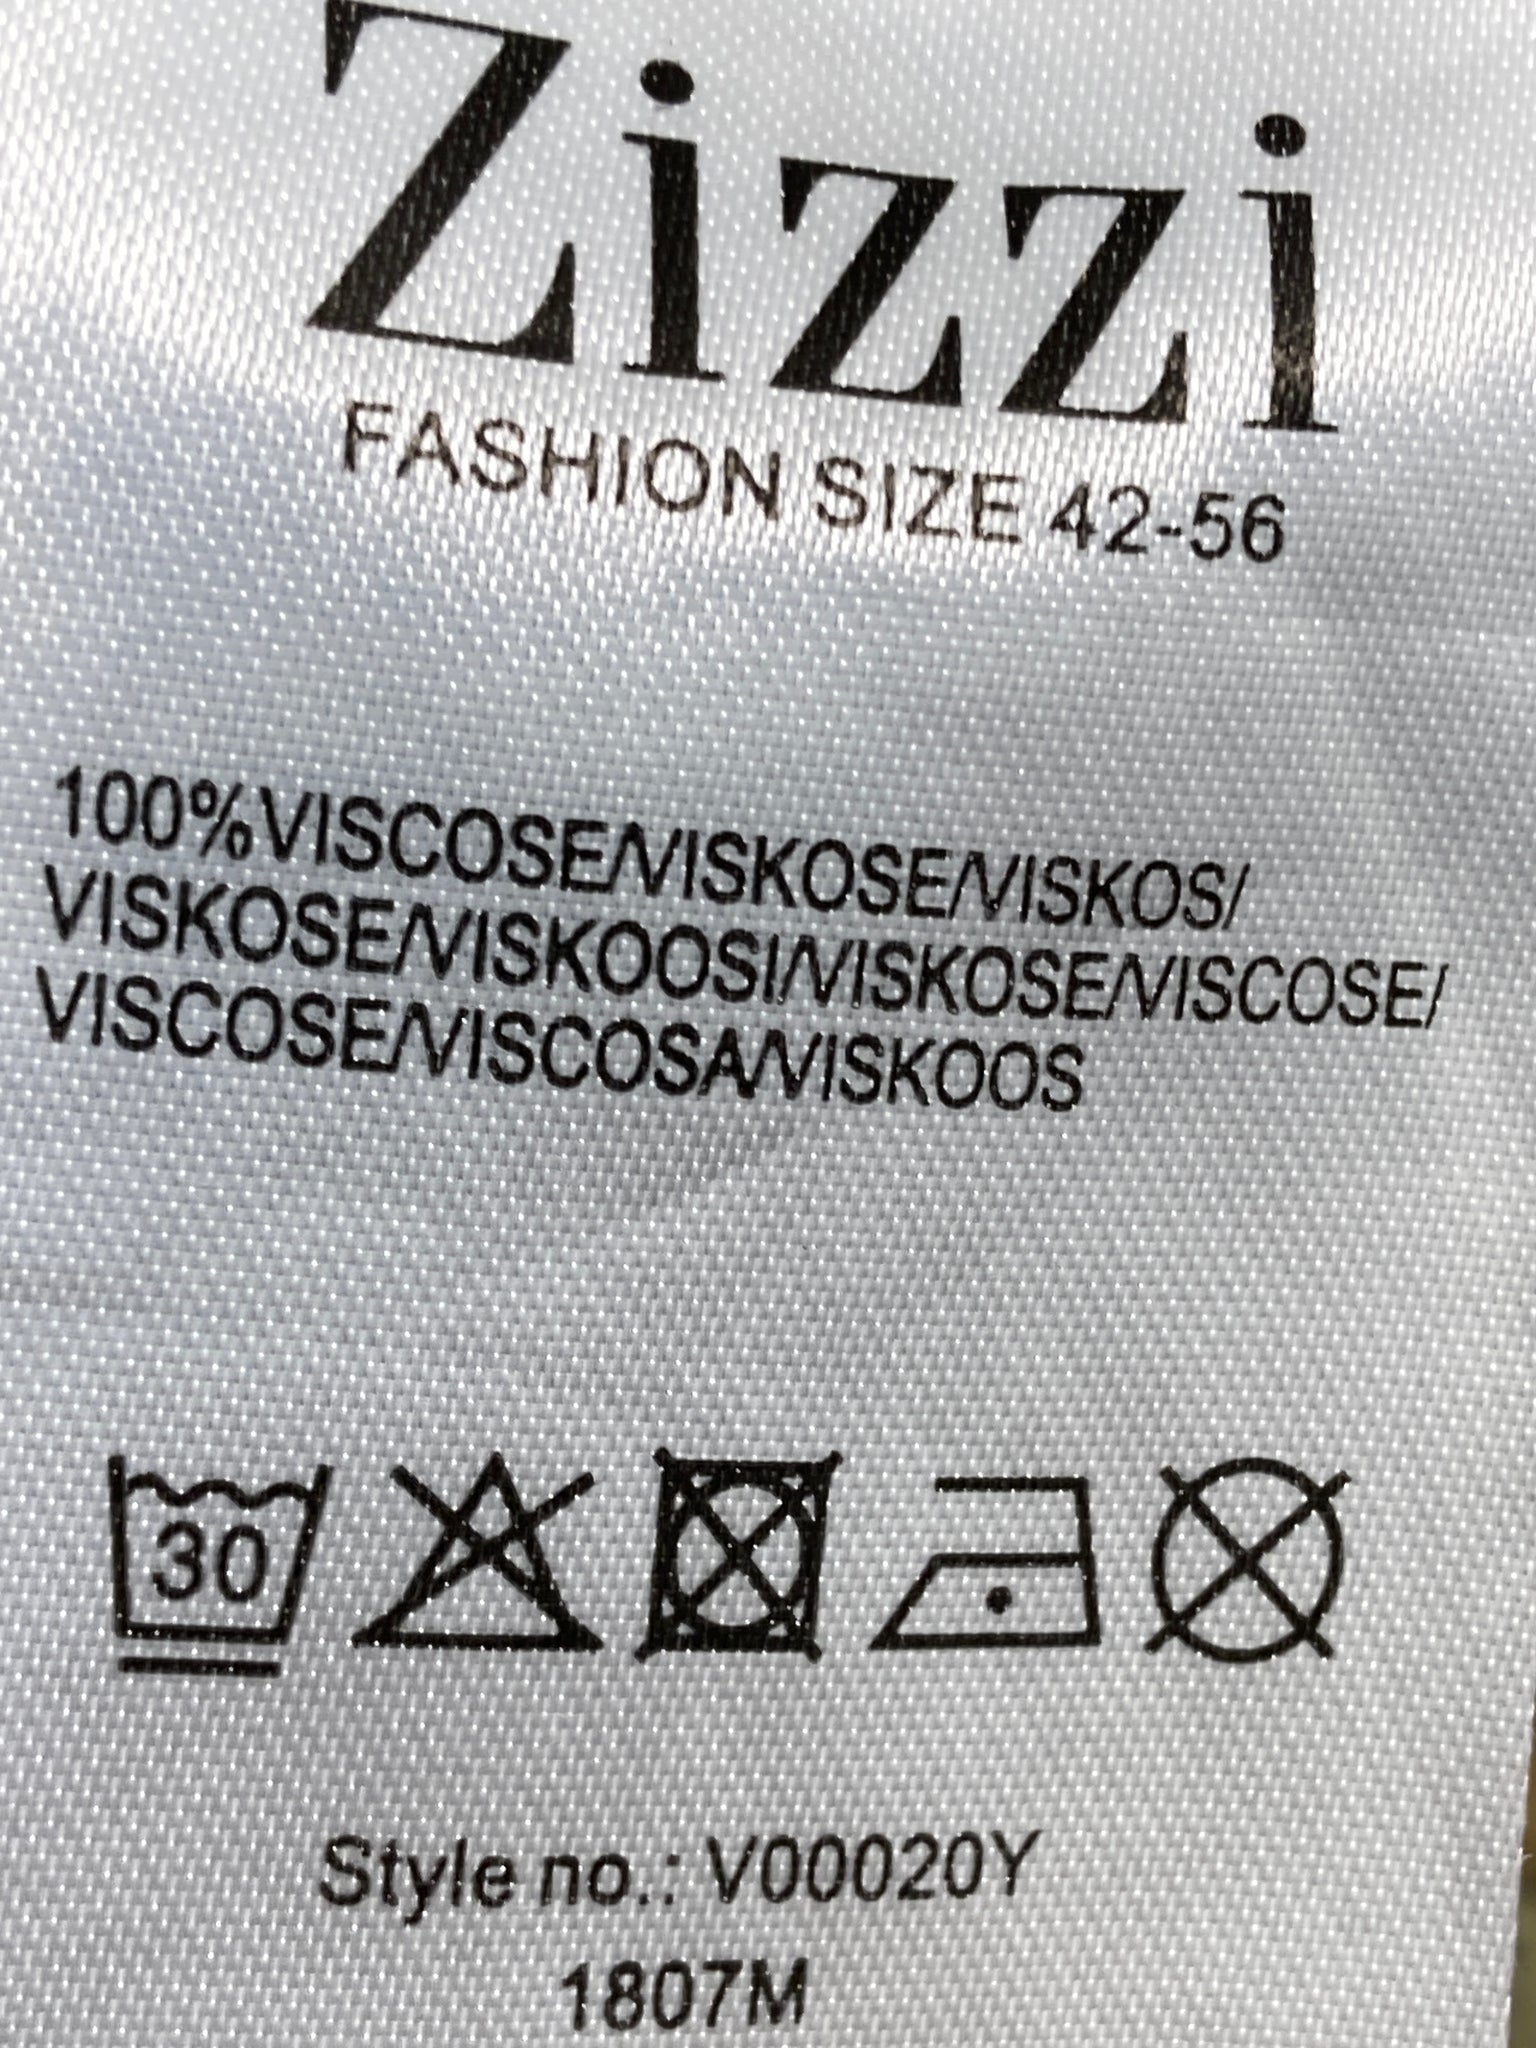 Zizzi
FASHION SIZE 42-56
100%VISCOSE/VISKOSE/VISKOS/
VISKOSE/VISKOOSI/VISKOSE/VISCOSE/
VISCOSE/VISCOSA/VISKOOS
30
Style no.: V00020Y
1807M